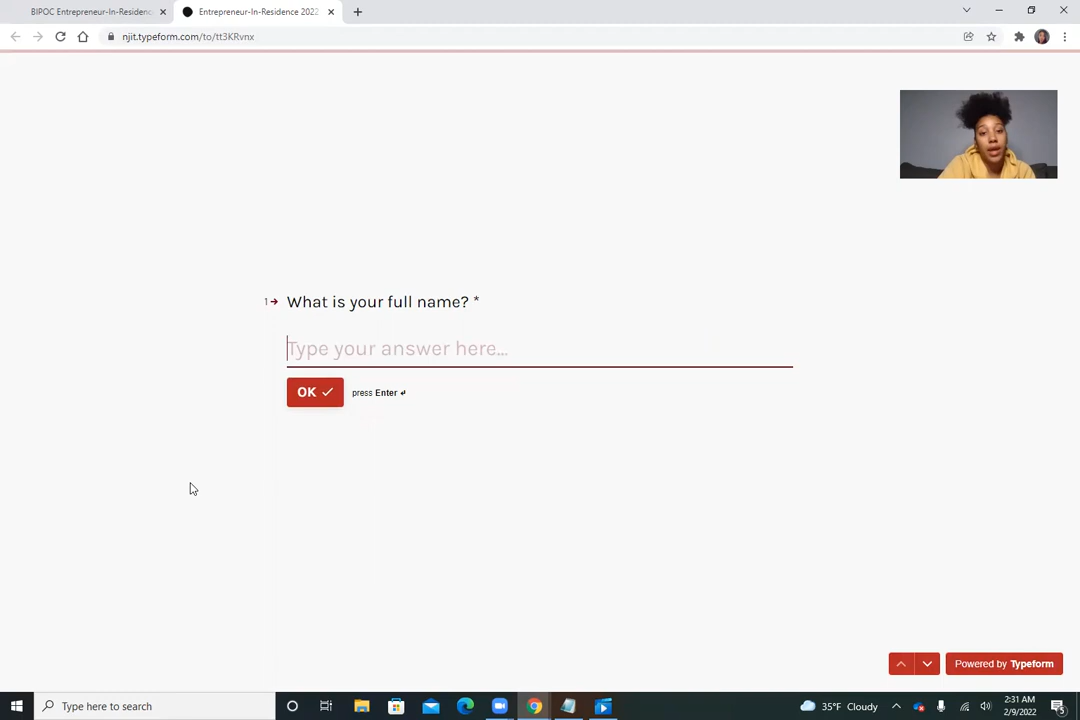 BIPOC Entrepreneur-In-Residenc
Entrepreneur-In-Residence 2022
njit.typeform.com/to/tt3KRvnx
1
What is your full name? *
Type your answer here...
OK
press Enter
Powered by Typeform
Type here to search
35°F Cloudy
2:31 AM
2/9/2022
5